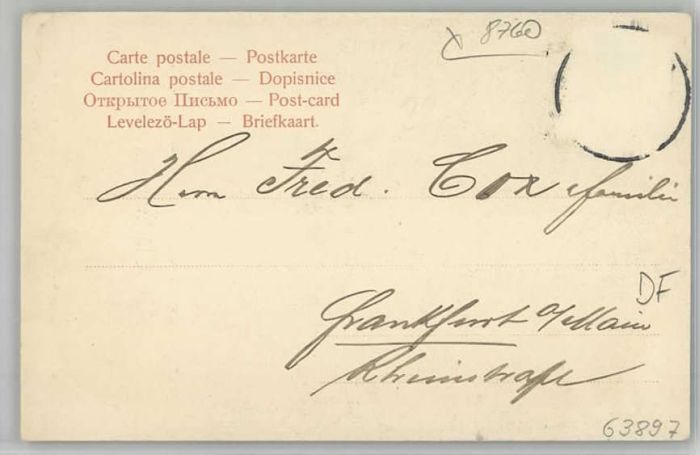 x 8760
Carte postale — Postkarte
Cartolina postale — Dopisnice
Открытое Письмо — Post-card
Levelező-Lap — Briefkaart.
Herrn Fred. Cox & familie
DF
Frankfurt a/Main
Rheinstraße
63897